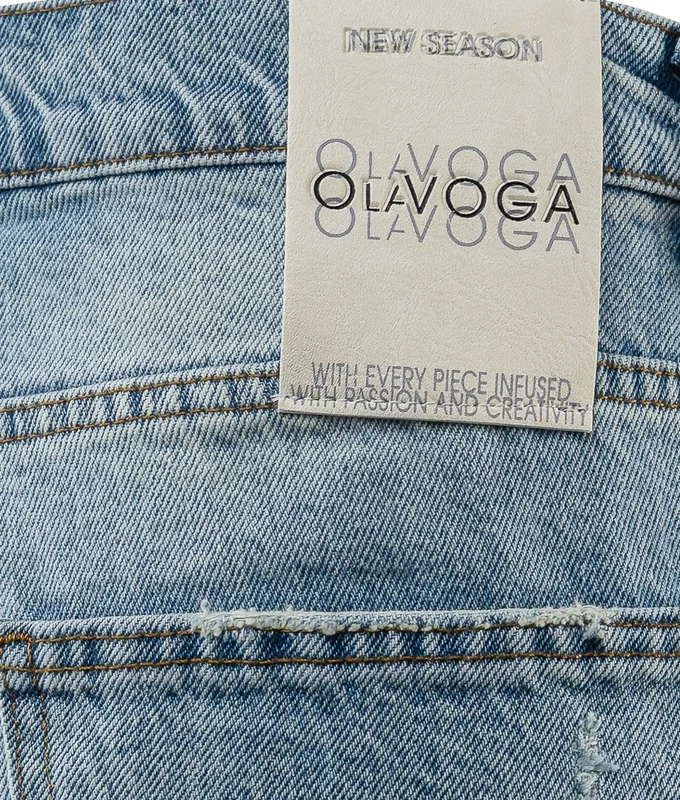 NEW SEASON
OLAVOGA
OLAVOGA
OLAVOGA
WITH EVERY PIECE INFUSED
WITH PASSION AND CREATIVITY